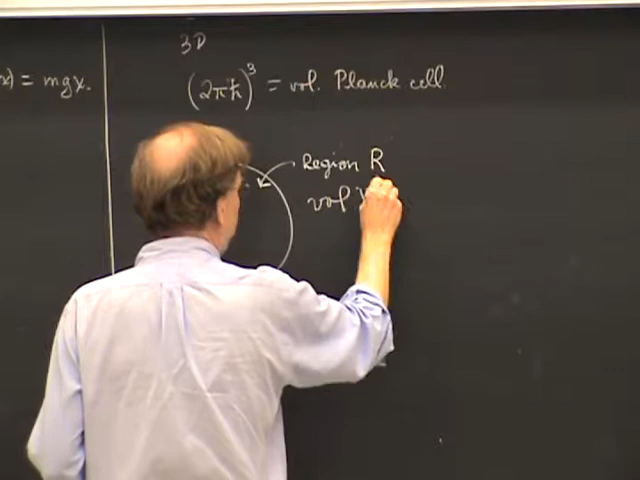 x) = mgx.
3D
(2πħ)³ = vol. Planck cell.
Region R
vol